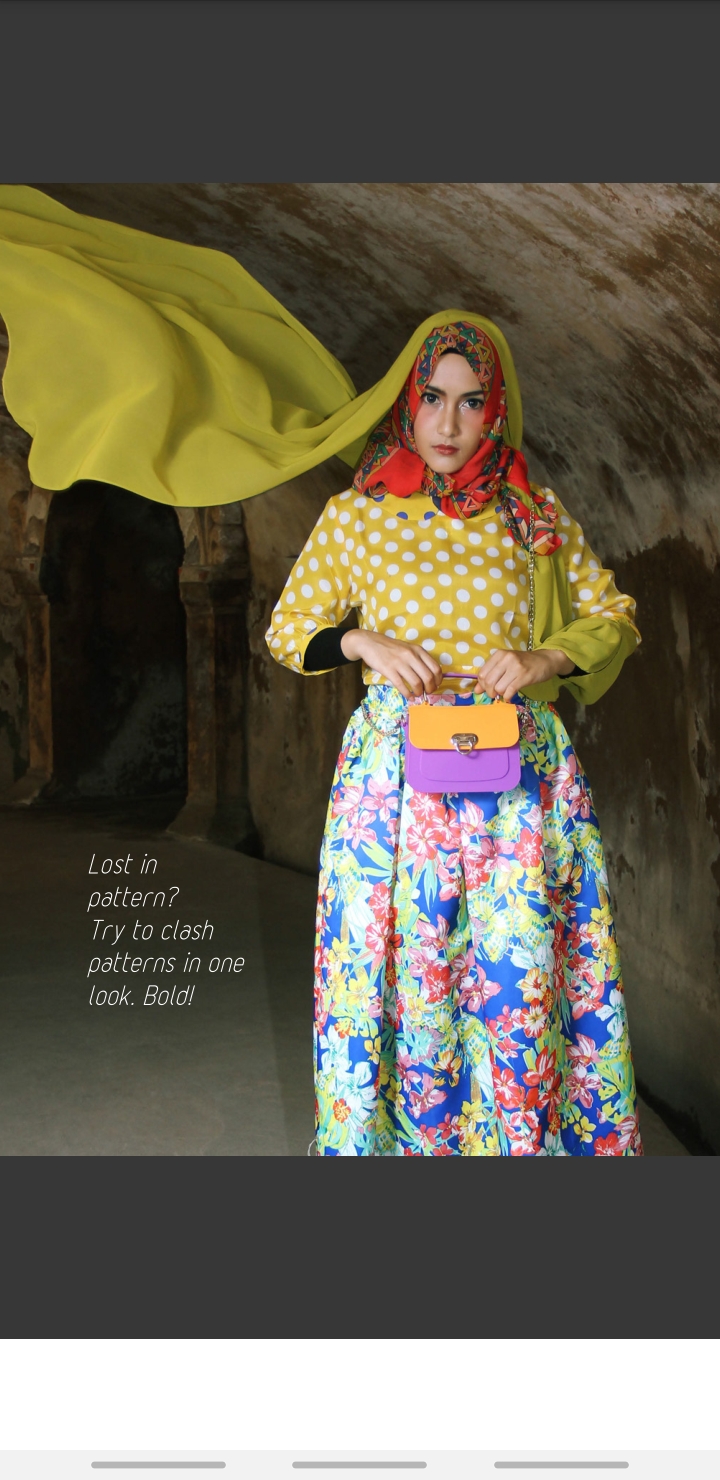 Lost in
pattern?
Try to clash
patterns in one
look. Bold!